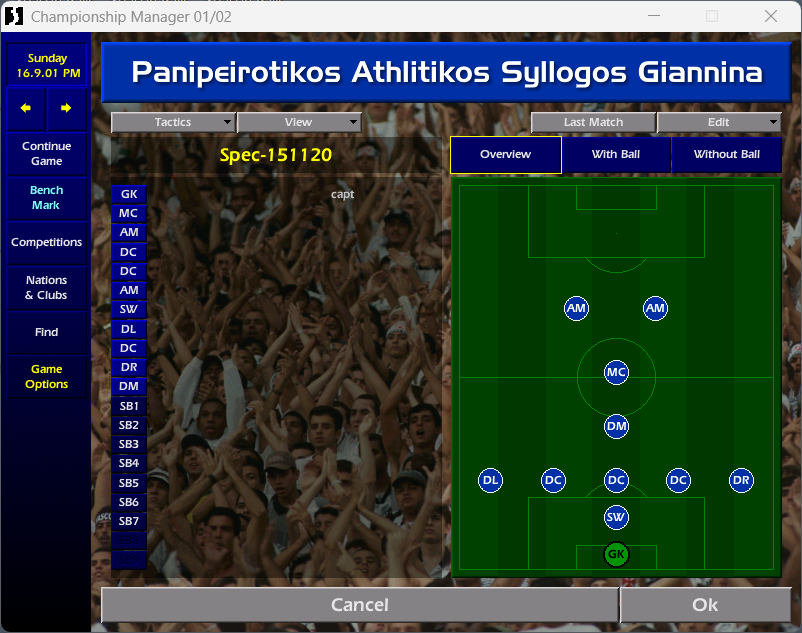 Championship Manager 01/02
Sunday
16.9.01 PM
Continue
Game
Bench
Mark
Competitions
Nations
& Clubs
Find
Game
Options
Panipeirotikos Athlitikos Syllogos Giannina
Tactics
View
Last Match
Edit
Spec-151120
Overview
With Ball
Without Ball
GK
capt
MC
AM
DC
DC
AM
SW
DL
DC
DR
DM
SB1
SB2
SB3
SB4
SB5
SB6
SB7
AM AM
MC
DM
DL DC DC DC DR
SW
GK
Cancel
Ok